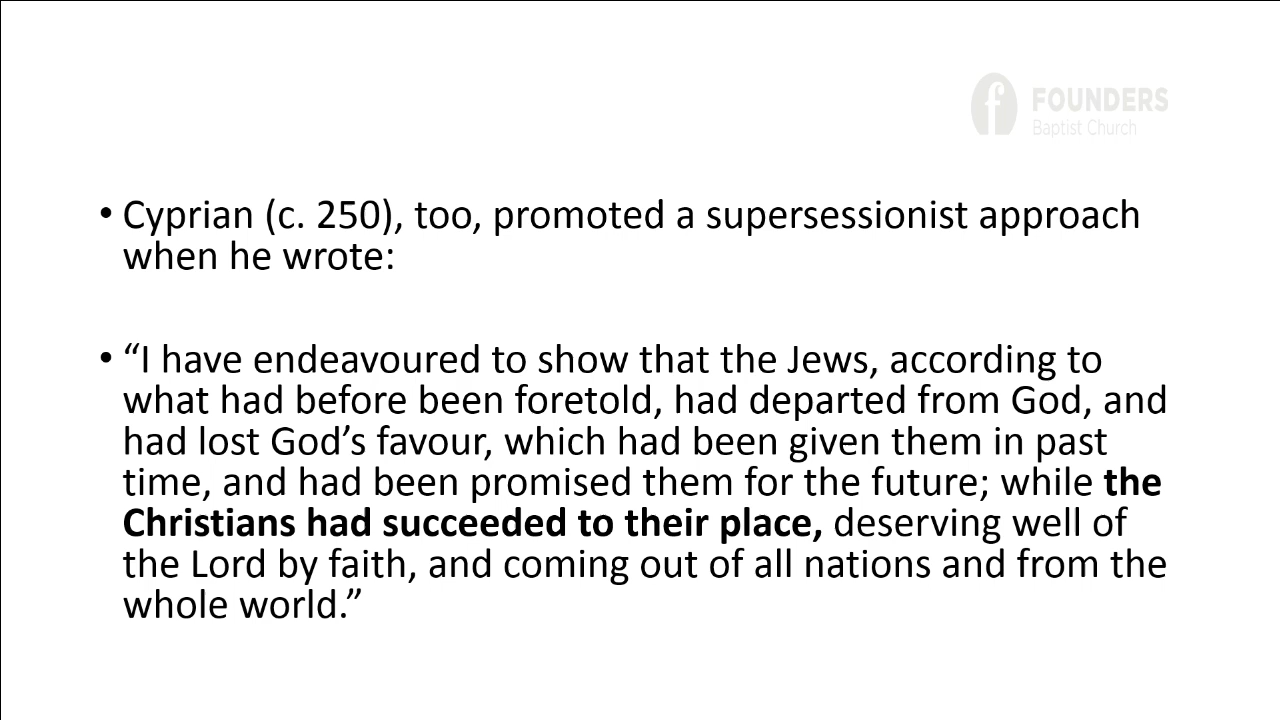 FOUNDERS
Baptist Church
• Cyprian (c. 250), too, promoted a supersessionist approach
when he wrote:
• “I have endeavoured to show that the Jews, according to
what had before been foretold, had departed from God, and
had lost God’s favour, which had been given them in past
time, and had been promised them for the future; while the
Christians had succeeded to their place, deserving well of
the Lord by faith, and coming out of all nations and from the
whole world.”